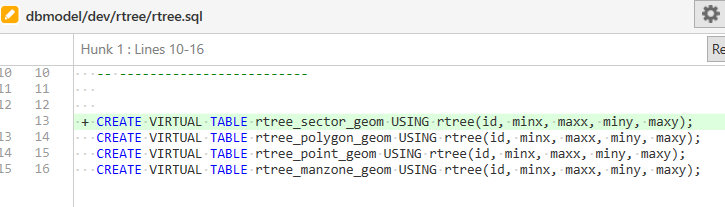 dbmodel/dev/rtree/rtree.sql
Hunk 1 : Lines 10-16
Re
10 10 -- --------------------------
11 11
12 12
13 + CREATE VIRTUAL TABLE rtree_sector_geom USING rtree(id, minx, maxx, miny, maxy);
13 14 CREATE VIRTUAL TABLE rtree_polygon_geom USING rtree(id, minx, maxx, miny, maxy);
14 15 CREATE VIRTUAL TABLE rtree_point_geom USING rtree(id, minx, maxx, miny, maxy);
15 16 CREATE VIRTUAL TABLE rtree_manzone_geom USING rtree(id, minx, maxx, miny, maxy);